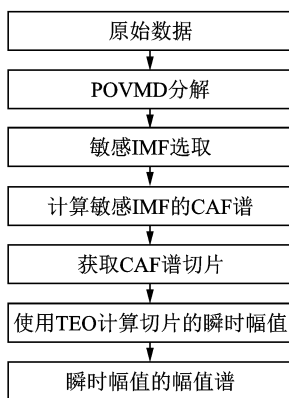 原始数据
POVMD分解
敏感IMF选取
计算敏感IMF的CAF谱
获取CAF谱切片
使用TEO计算切片的瞬时幅值
瞬时幅值的幅值谱